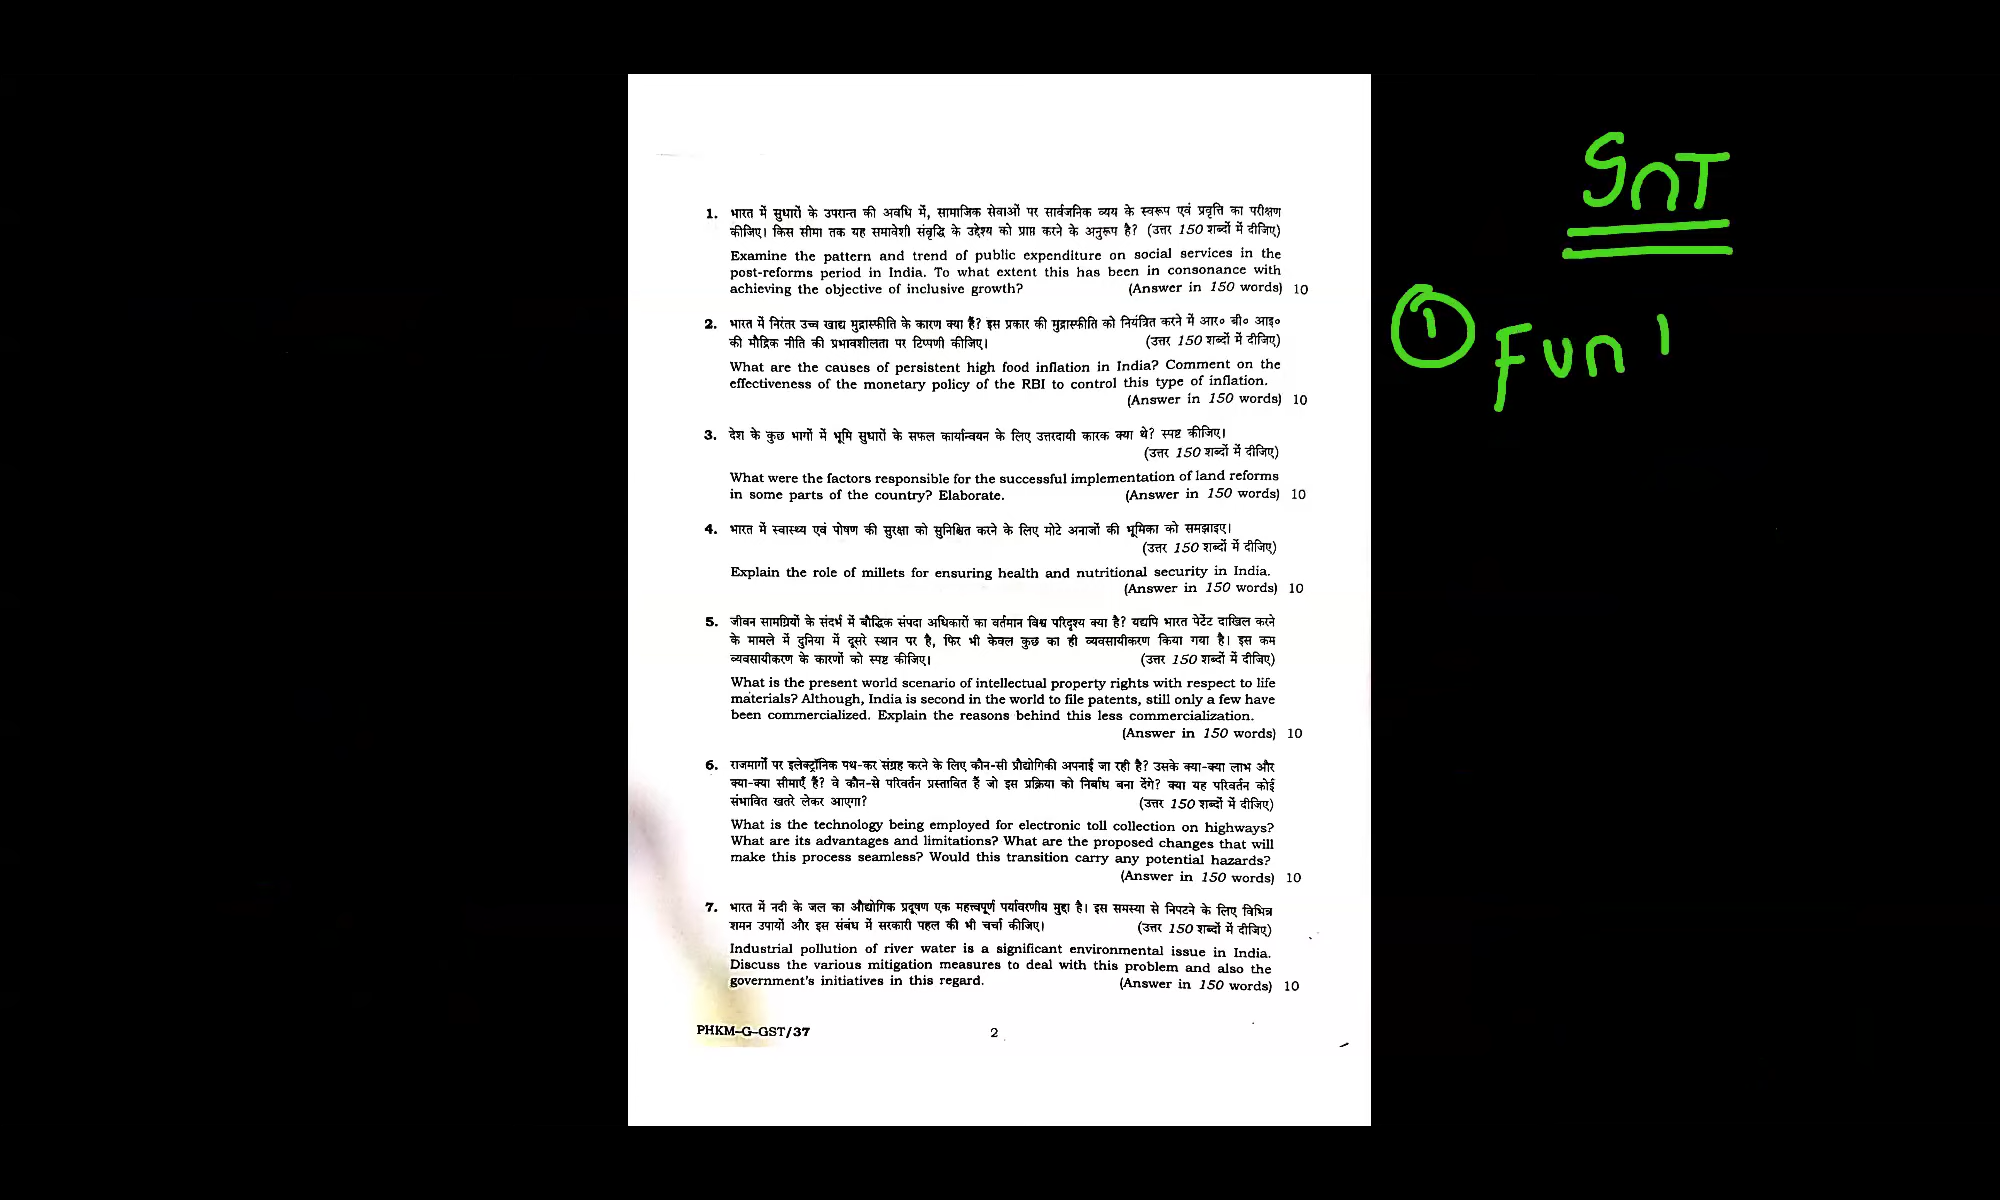 1. भारत में सुधारों के उपरान्त की अवधि में, सामाजिक सेवाओं पर सार्वजनिक व्यय के स्वरूप एवं प्रवृत्ति का परीक्षण
कीजिए। किस सीमा तक यह समावेशी संवृद्धि के उद्देश्य को प्राप्त करने के अनुरूप है? (उत्तर 150 शब्दों में दीजिए)
Examine the pattern and trend of public expenditure on social services in the
post-reforms period in India. To what extent this has been in consonance with
achieving the objective of inclusive growth? (Answer in 150 words) 10
2. भारत में निरंतर उच्च खाद्य मुद्रास्फीति के कारण क्या हैं? इस प्रकार की मुद्रास्फीति को नियंत्रित करने में आर० बी० आइ०
की मौद्रिक नीति की प्रभावशीलता पर टिप्पणी कीजिए। (उत्तर 150 शब्दों में दीजिए)
What are the causes of persistent high food inflation in India? Comment on the
effectiveness of the monetary policy of the RBI to control this type of inflation.
(Answer in 150 words) 10
3. देश के कुछ भागों में भूमि सुधारों के सफल कार्यान्वयन के लिए उत्तरदायी कारक क्या थे? स्पष्ट कीजिए।
(उत्तर 150 शब्दों में दीजिए)
What were the factors responsible for the successful implementation of land reforms
in some parts of the country? Elaborate. (Answer in 150 words) 10
4. भारत में स्वास्थ्य एवं पोषण की सुरक्षा को सुनिश्चित करने के लिए मोटे अनाजों की भूमिका को समझाइए।
(उत्तर 150 शब्दों में दीजिए)
Explain the role of millets for ensuring health and nutritional security in India.
(Answer in 150 words) 10
5. जीवन सामग्रियों के संदर्भ में बौद्धिक संपदा अधिकारों का वर्तमान विश्व परिदृश्य क्या है? यद्यपि भारत पेटेंट दाखिल करने
के मामले में दुनिया में दूसरे स्थान पर है, फिर भी केवल कुछ का ही व्यवसायीकरण किया गया है। इस कम
व्यवसायीकरण के कारणों को स्पष्ट कीजिए। (उत्तर 150 शब्दों में दीजिए)
What is the present world scenario of intellectual property rights with respect to life
materials? Although, India is second in the world to file patents, still only a few have
been commercialized. Explain the reasons behind this less commercialization.
(Answer in 150 words) 10
6. राजमार्गों पर इलेक्ट्रॉनिक पथ-कर संग्रह करने के लिए कौन-सी प्रौद्योगिकी अपनाई जा रही है? उसके क्या-क्या लाभ और
क्या-क्या सीमाएँ हैं? वे कौन-से परिवर्तन प्रस्तावित हैं जो इस प्रक्रिया को निर्बाध बना देंगे? क्या यह परिवर्तन कोई
संभावित खतरे लेकर आएगा? (उत्तर 150 शब्दों में दीजिए)
What is the technology being employed for electronic toll collection on highways?
What are its advantages and limitations? What are the proposed changes that will
make this process seamless? Would this transition carry any potential hazards?
(Answer in 150 words) 10
7. भारत में नदी के जल का औद्योगिक प्रदूषण एक महत्त्वपूर्ण पर्यावरणीय मुद्दा है। इस समस्या से निपटने के लिए विभिन्न
शमन उपायों और इस संबंध में सरकारी पहल की भी चर्चा कीजिए। (उत्तर 150 शब्दों में दीजिए)
Industrial pollution of river water is a significant environmental issue in India.
Discuss the various mitigation measures to deal with this problem and also the
government's initiatives in this regard. (Answer in 150 words) 10
PHKM-G-GST/37 2
SnT
1 Fun